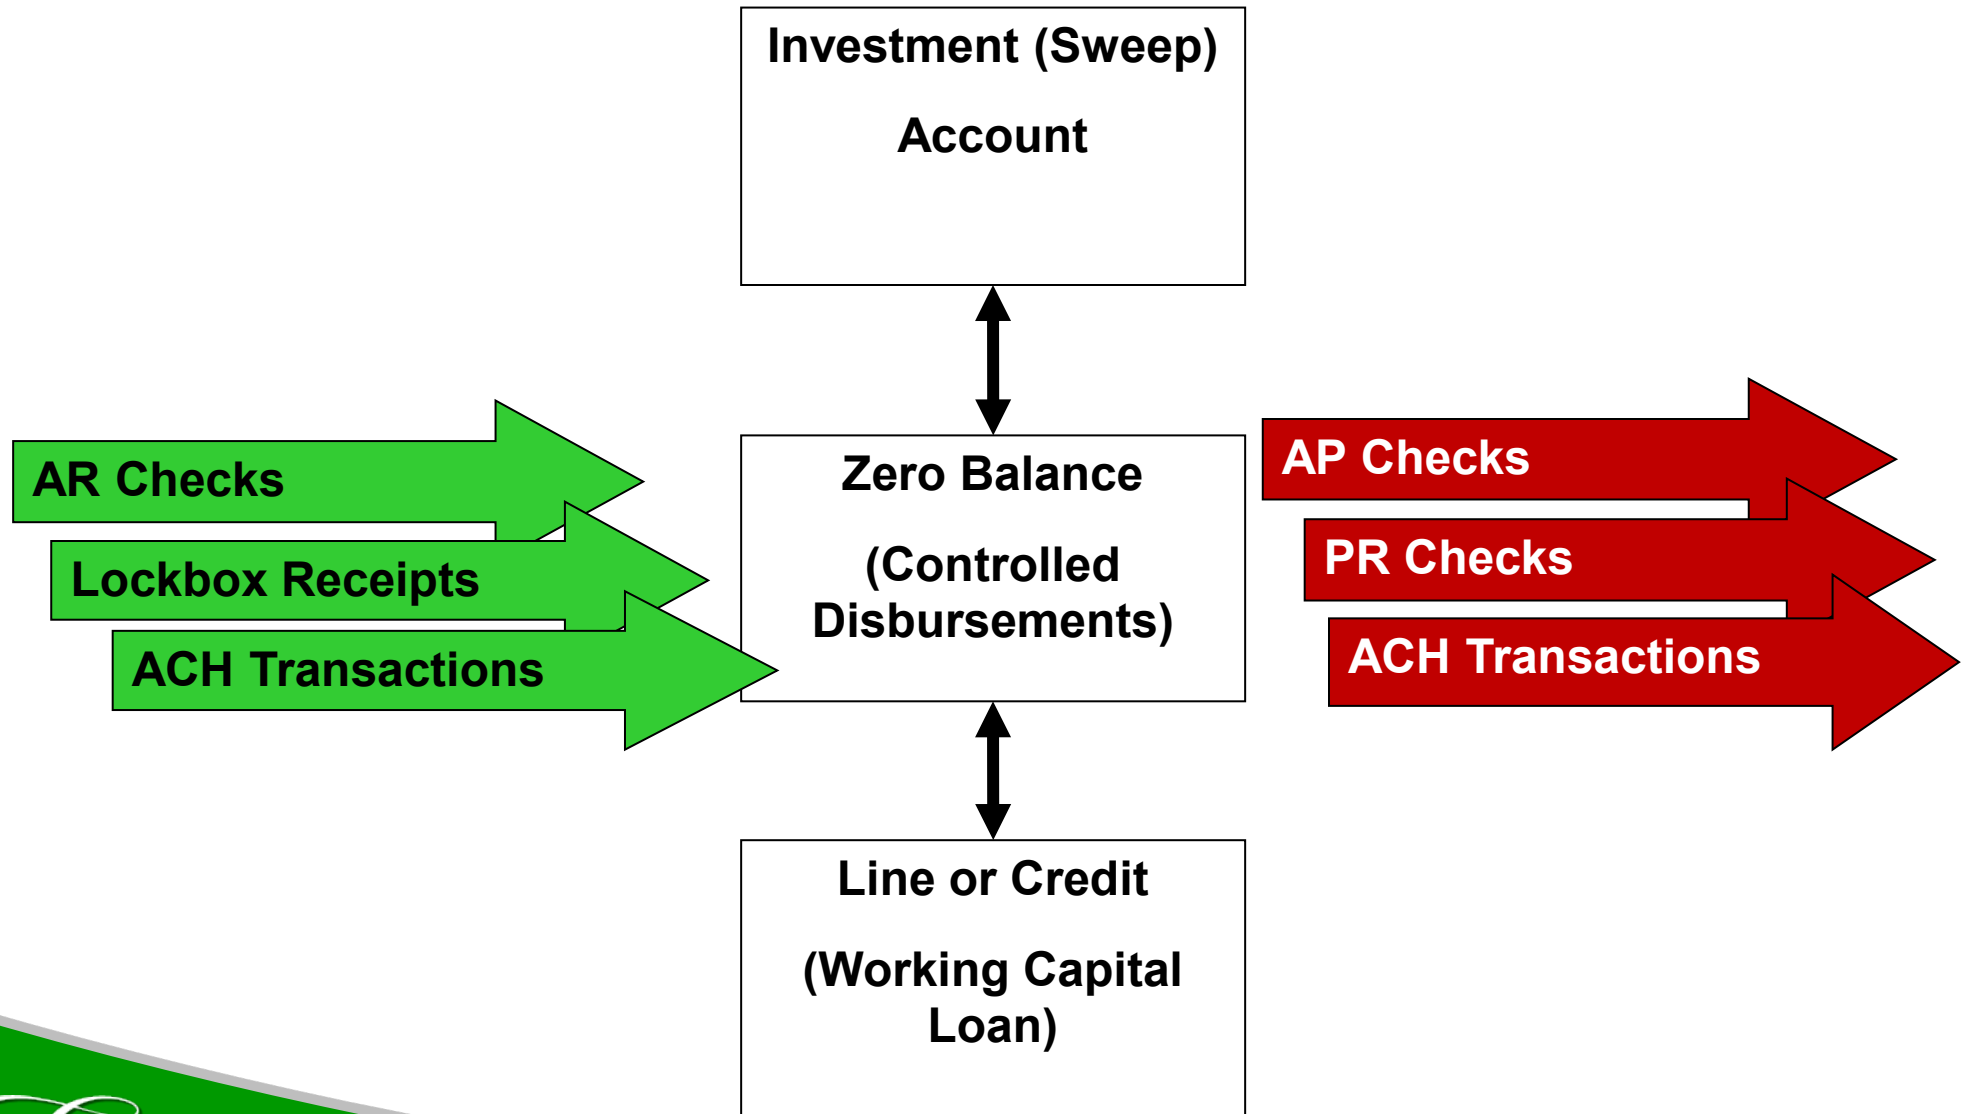 Investment (Sweep)
Account
AR Checks
Lockbox Receipts
ACH Transactions
Zero Balance
(Controlled
Disbursements)
AP Checks
PR Checks
ACH Transactions
Line or Credit
(Working Capital
Loan)